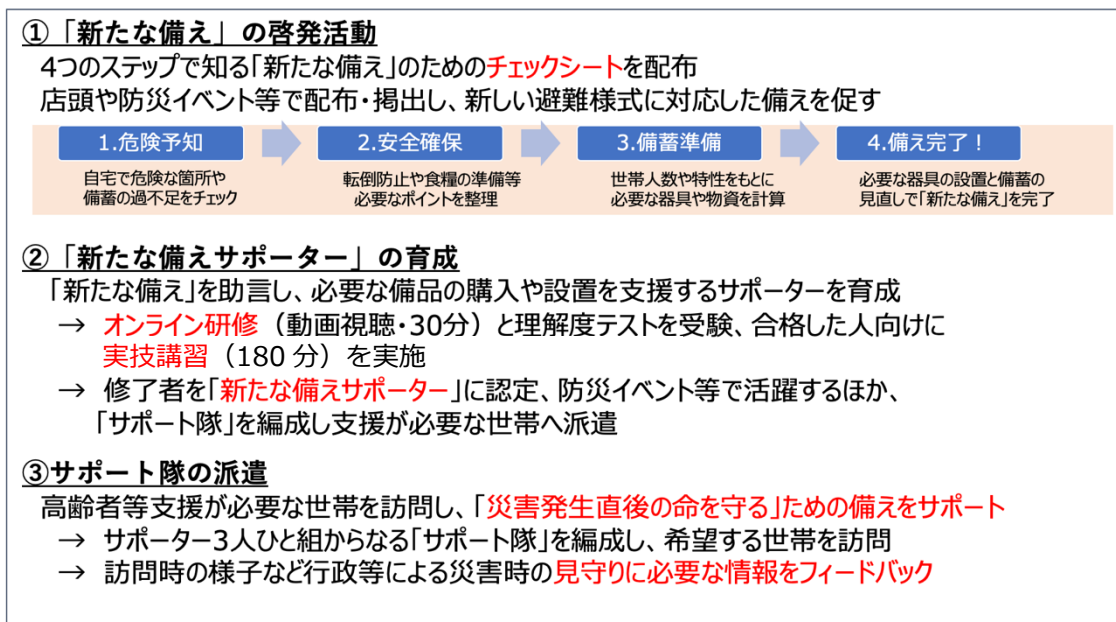 ①「新たな備え」の啓発活動
4つのステップで知る「新たな備え」のためのチェックシートを配布
店頭や防災イベント等で配布・掲出し、新しい避難様式に対応した備えを促す
1.危険予知
自宅で危険な箇所や
備蓄の過不足をチェック
2.安全確保
転倒防止や食糧の準備等
必要なポイントを整理
3.備蓄準備
世帯人数や特性をもとに
必要な器具や物資を計算
4.備え完了！
必要な器具の設置と備蓄の
見直しで「新たな備え」を完了
②「新たな備えサポーター」の育成
「新たな備え」を助言し、必要な備品の購入や設置を支援するサポーターを育成
→ オンライン研修（動画視聴・30分）と理解度テストを受験、合格した人向けに
実技講習（180 分）を実施
→ 修了者を「新たな備えサポーター」に認定、防災イベント等で活躍するほか、
「サポート隊」を編成し支援が必要な世帯へ派遣
③サポート隊の派遣
高齢者等支援が必要な世帯を訪問し、「災害発生直後の命を守る」ための備えをサポート
→ サポーター3人ひと組からなる「サポート隊」を編成し、希望する世帯を訪問
→ 訪問時の様子など行政等による災害時の見守りに必要な情報をフィードバック